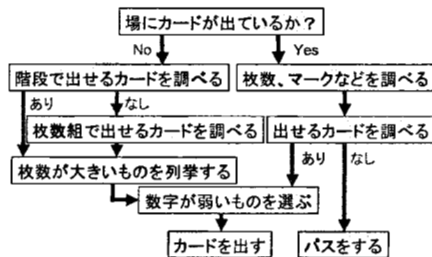 場にカードが出ているか?
No
Yes
階段で出せるカードを調べる
枚数、マークなどを調べる
あり
なし
枚数組で出せるカードを調べる
出せるカードを調べる
あり
なし
枚数が大きいものを列挙する
数字が弱いものを選ぶ
カードを出す
パスをする